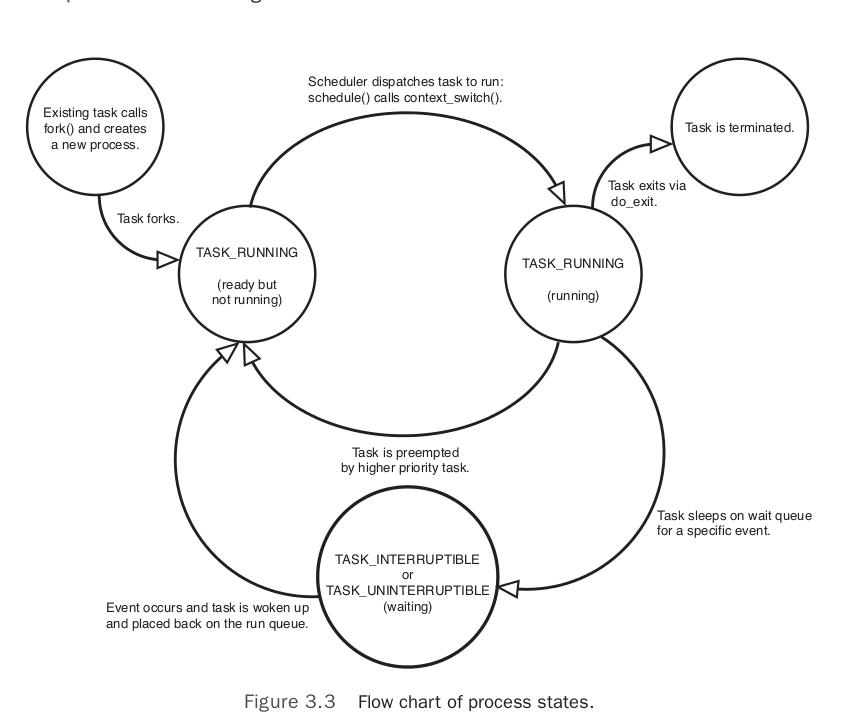 Existing task calls
fork() and creates
a new process.
Task forks.
Scheduler dispatches task to run:
schedule() calls context_switch().
Task is terminated.
Task exits via
do_exit.
TASK_RUNNING
(ready but
not running)
TASK_RUNNING
(running)
Task is preempted
by higher priority task.
Task sleeps on wait queue
for a specific event.
TASK_INTERRUPTIBLE
or
TASK_UNINTERRUPTIBLE
(waiting)
Event occurs and task is woken up
and placed back on the run queue.
Figure 3.3 Flow chart of process states.